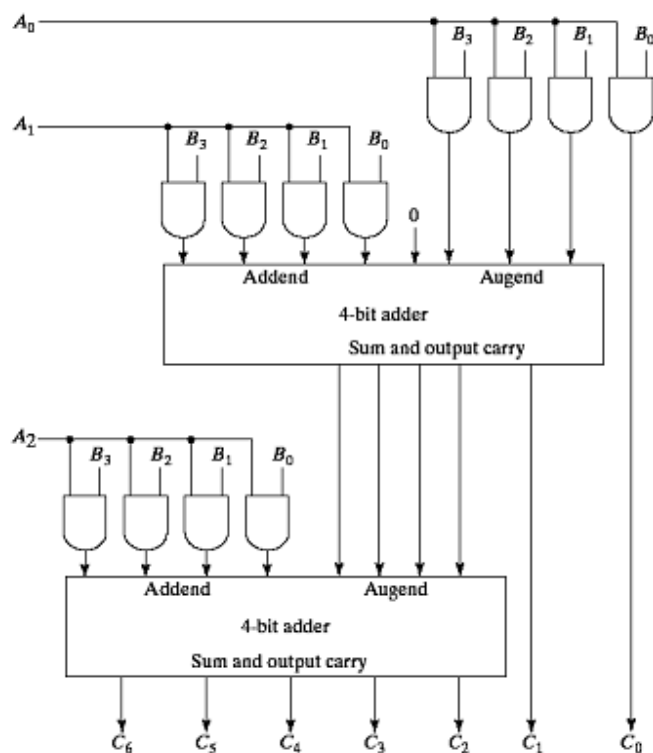 A₀
B₃ B₂ B₁ B₀
A₁
B₃ B₂ B₁ B₀
0
Addend Augend
4-bit adder
Sum and output carry
A₂
B₃ B₂ B₁ B₀
Addend Augend
4-bit adder
Sum and output carry
C₆ C₅ C₄ C₃ C₂ C₁ C₀